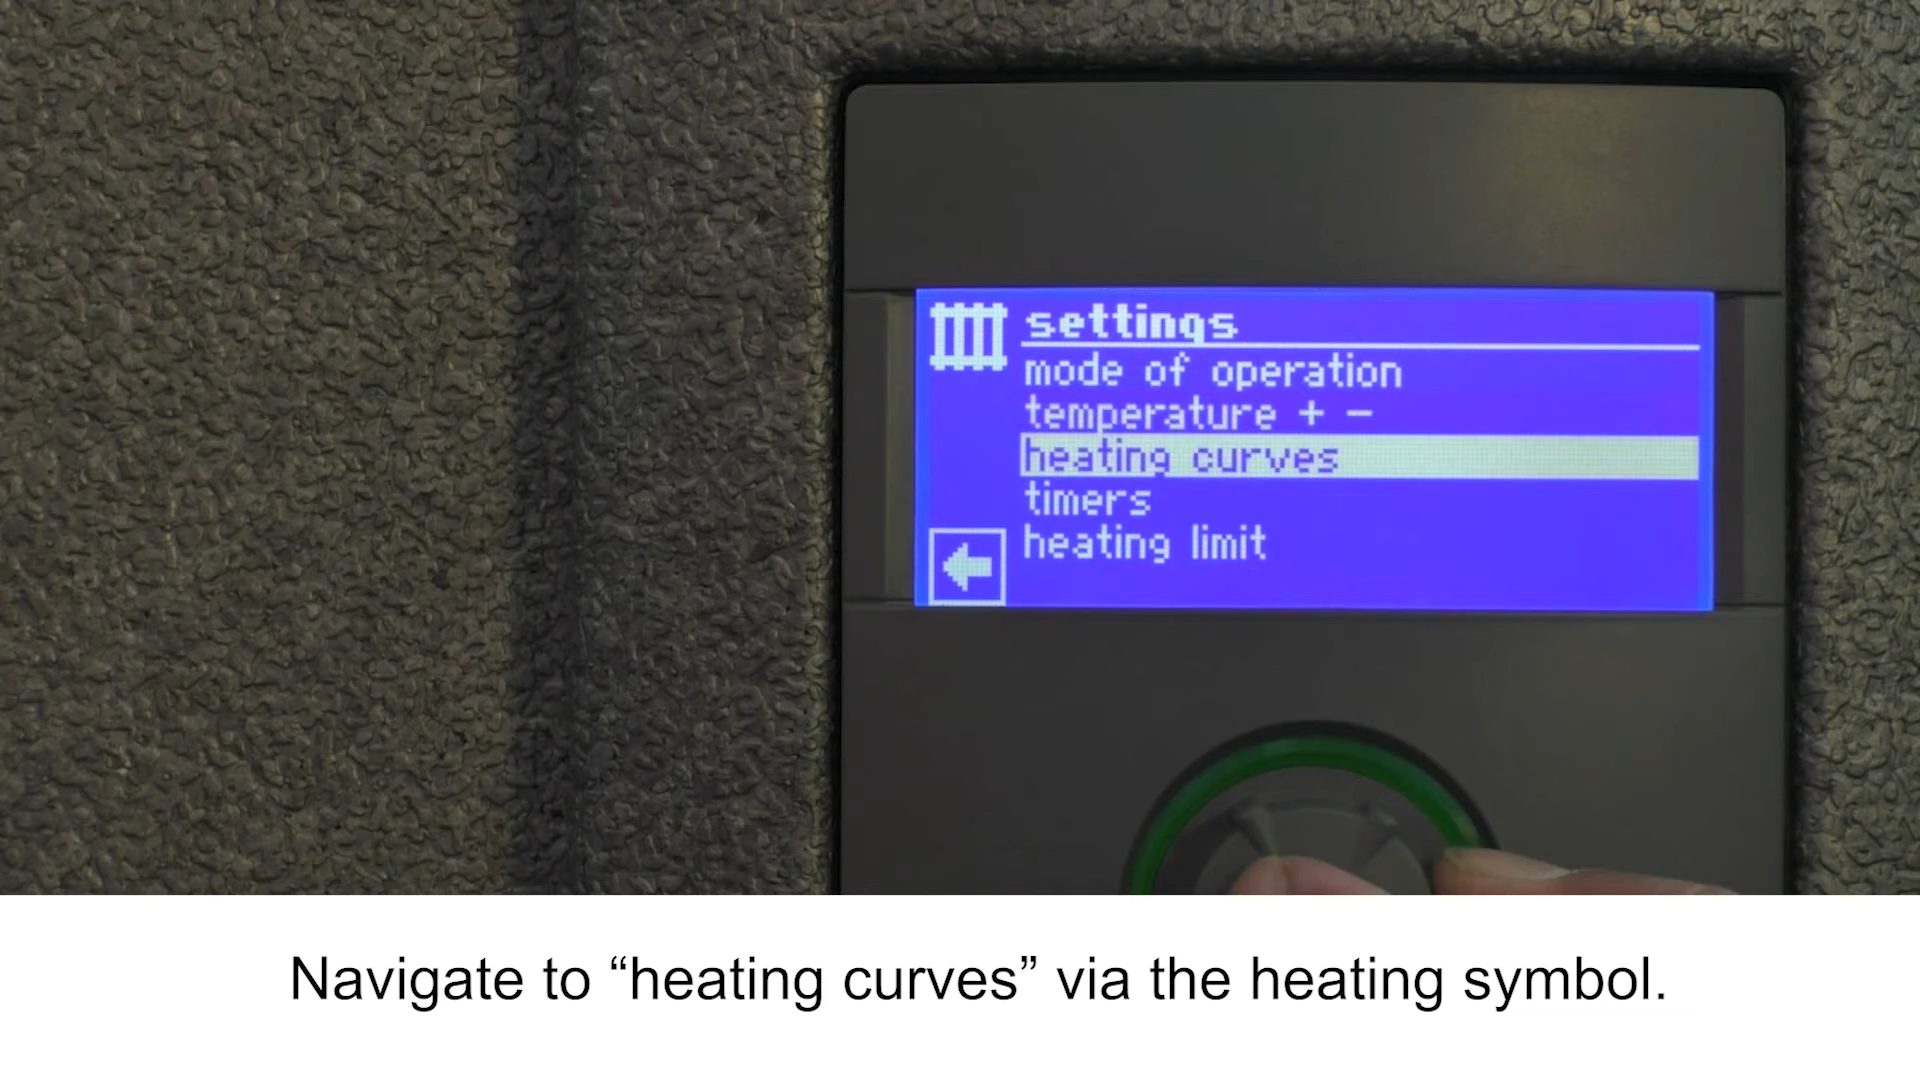 settings
mode of operation
temperature + −
heating curves
timers
heating limit
Navigate to “heating curves” via the heating symbol.